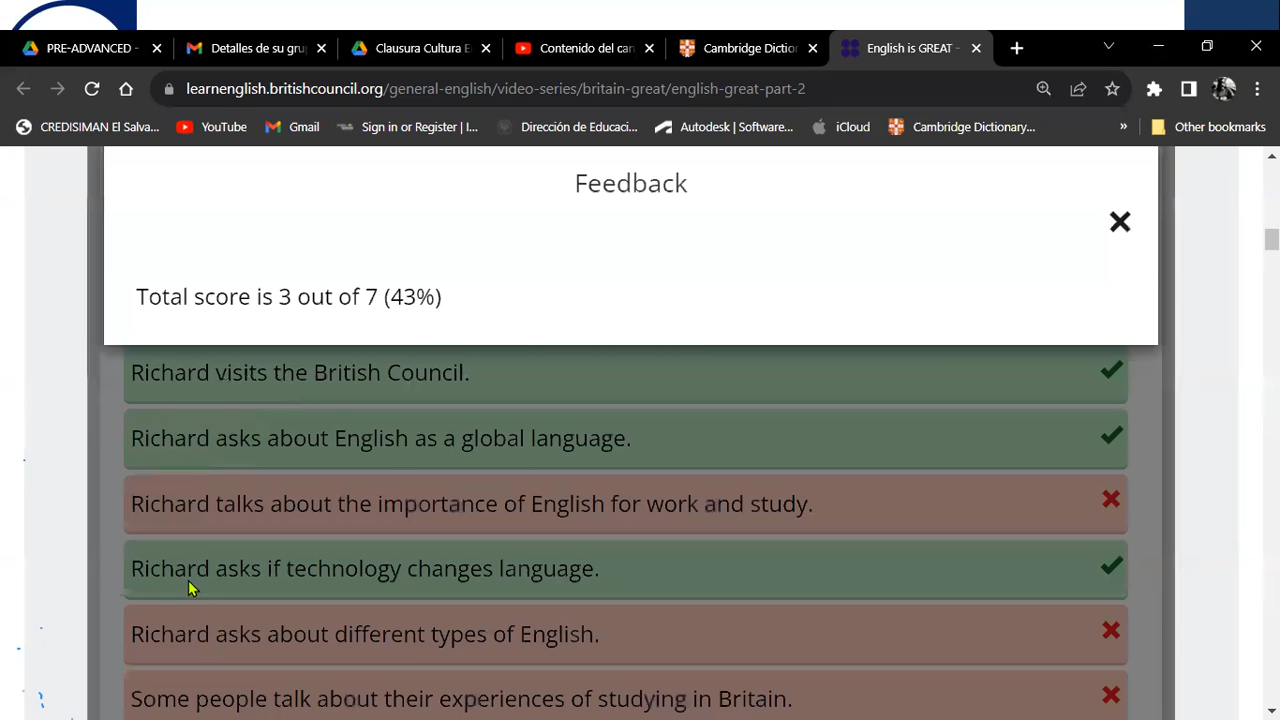 PRE-ADVANCED -
Detalles de su gru
Clausura Cultura E
Contenido del can
Cambridge Dictio
English is GREAT -
learnenglish.britishcouncil.org/general-english/video-series/britain-great/english-great-part-2
CREDISIMAN El Salva...
YouTube
Gmail
Sign in or Register | I...
Dirección de Educaci...
Autodesk | Software...
iCloud
Cambridge Dictionary...
»
Other bookmarks
Feedback
Total score is 3 out of 7 (43%)
Richard visits the British Council.
Richard asks about English as a global language.
Richard talks about the importance of English for work and study.
Richard asks if technology changes language.
Richard asks about different types of English.
Some people talk about their experiences of studying in Britain.